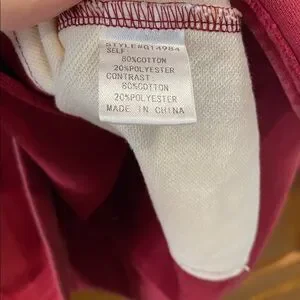 STYLE#G14984
SELF
80%COTTON
20%POLYESTER
CONTRAST:
80%COTTON
20%POLYESTER
MADE IN CHINA